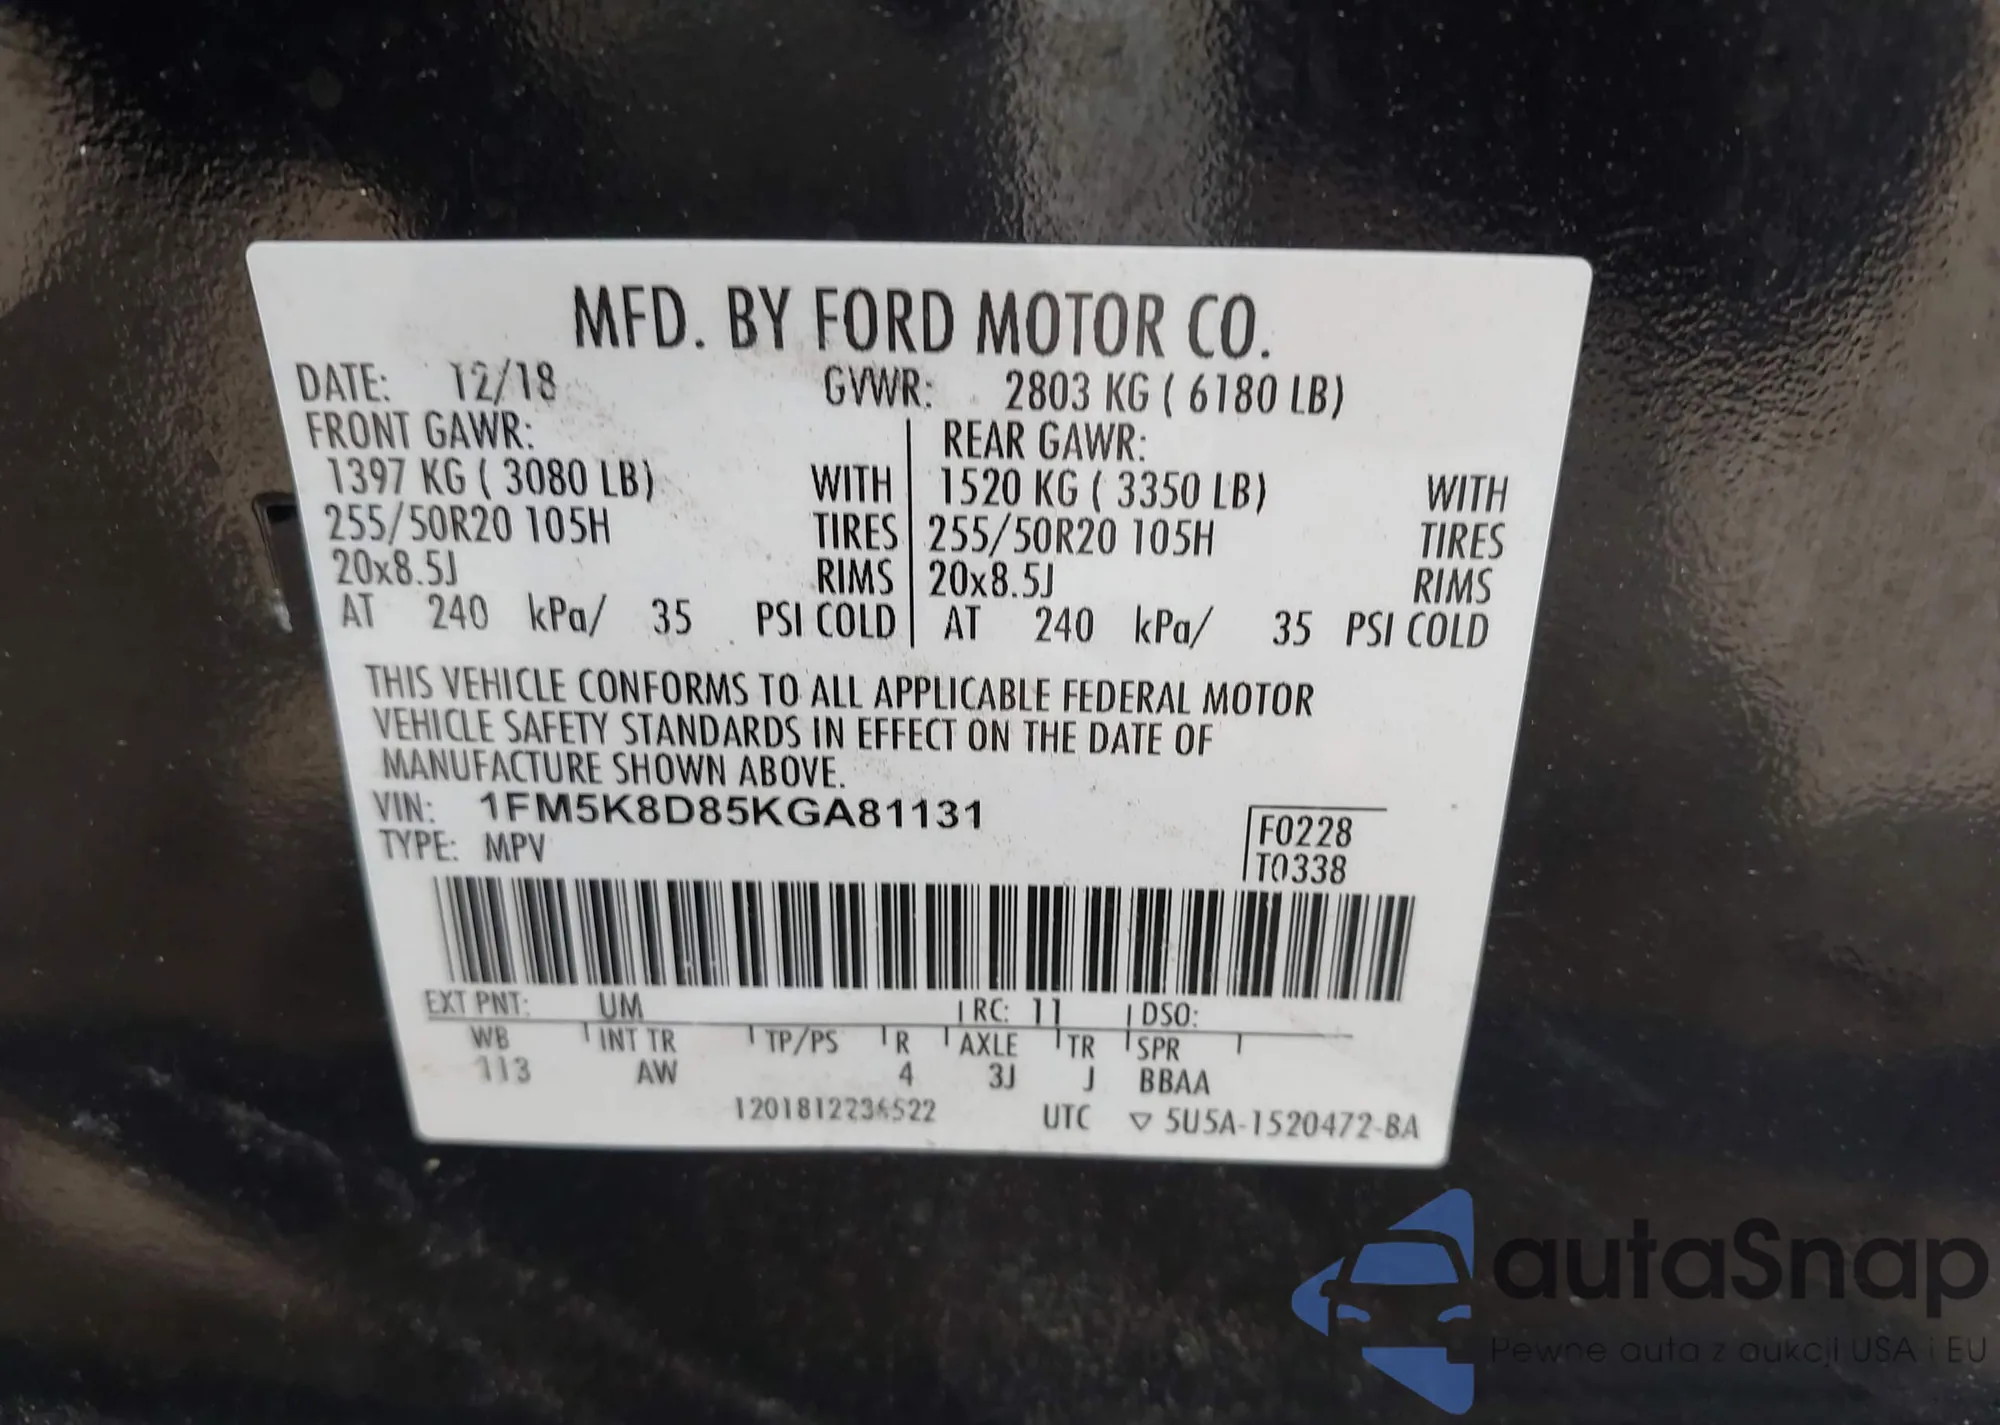 MFD. BY FORD MOTOR CO.
DATE: 12/18 GVWR: 2803 KG ( 6180 LB)
FRONT GAWR: REAR GAWR:
1397 KG ( 3080 LB) WITH 1520 KG ( 3350 LB) WITH
255/50R20 105H TIRES 255/50R20 105H TIRES
20x8.5J RIMS 20x8.5J RIMS
AT 240 kPa/ 35 PSI COLD AT 240 kPa/ 35 PSI COLD
THIS VEHICLE CONFORMS TO ALL APPLICABLE FEDERAL MOTOR
VEHICLE SAFETY STANDARDS IN EFFECT ON THE DATE OF
MANUFACTURE SHOWN ABOVE.
VIN: 1FM5K8D85KGA81131
TYPE: MPV
F0228
T0338
EXT PNT: UM RC: 11 DSO:
WB INT TR TP/PS R AXLE TR SPR
113 AW 4 3J J BBAA
UTC ▽ 5U5A-1520472-BA
autaSnap
Pewne auta z aukcji USA i EU